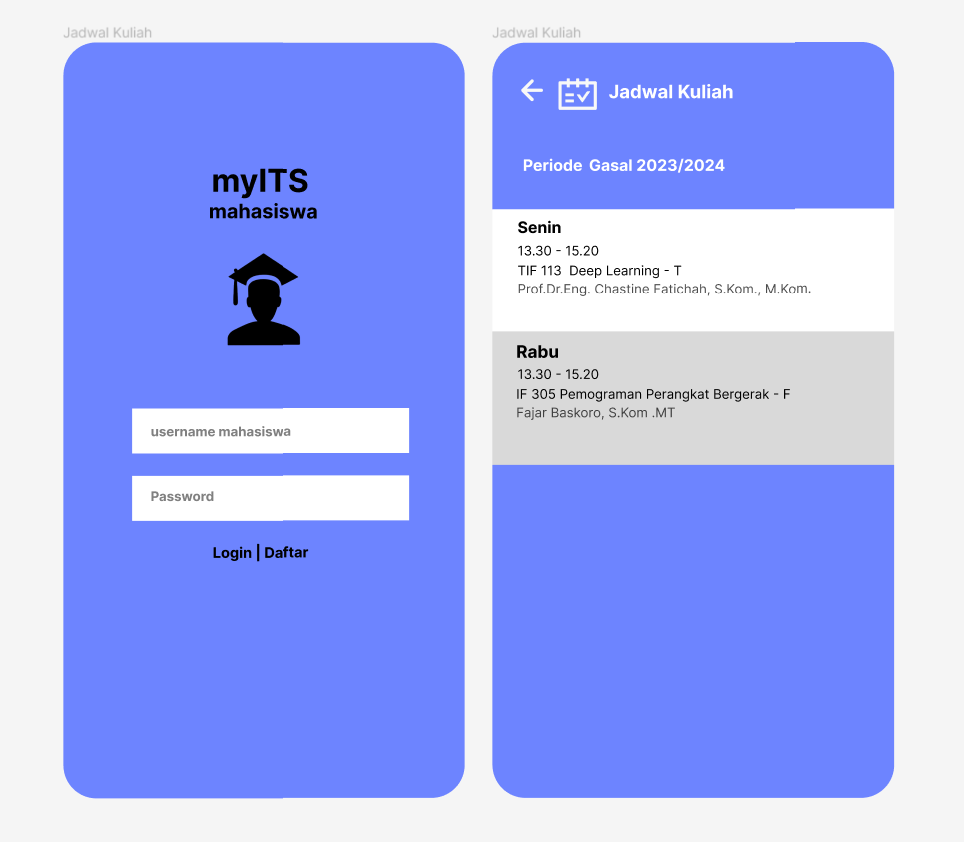 Jadwal Kuliah
myITS
mahasiswa
username mahasiswa
Password
Login | Daftar
Jadwal Kuliah
Jadwal Kuliah
Periode Gasal 2023/2024
Senin
13.30 - 15.20
TIF 113 Deep Learning - T
Prof.Dr.Eng. Chastine Fatichah, S.Kom., M.Kom.
Rabu
13.30 - 15.20
IF 305 Pemograman Perangkat Bergerak - F
Fajar Baskoro, S.Kom .MT